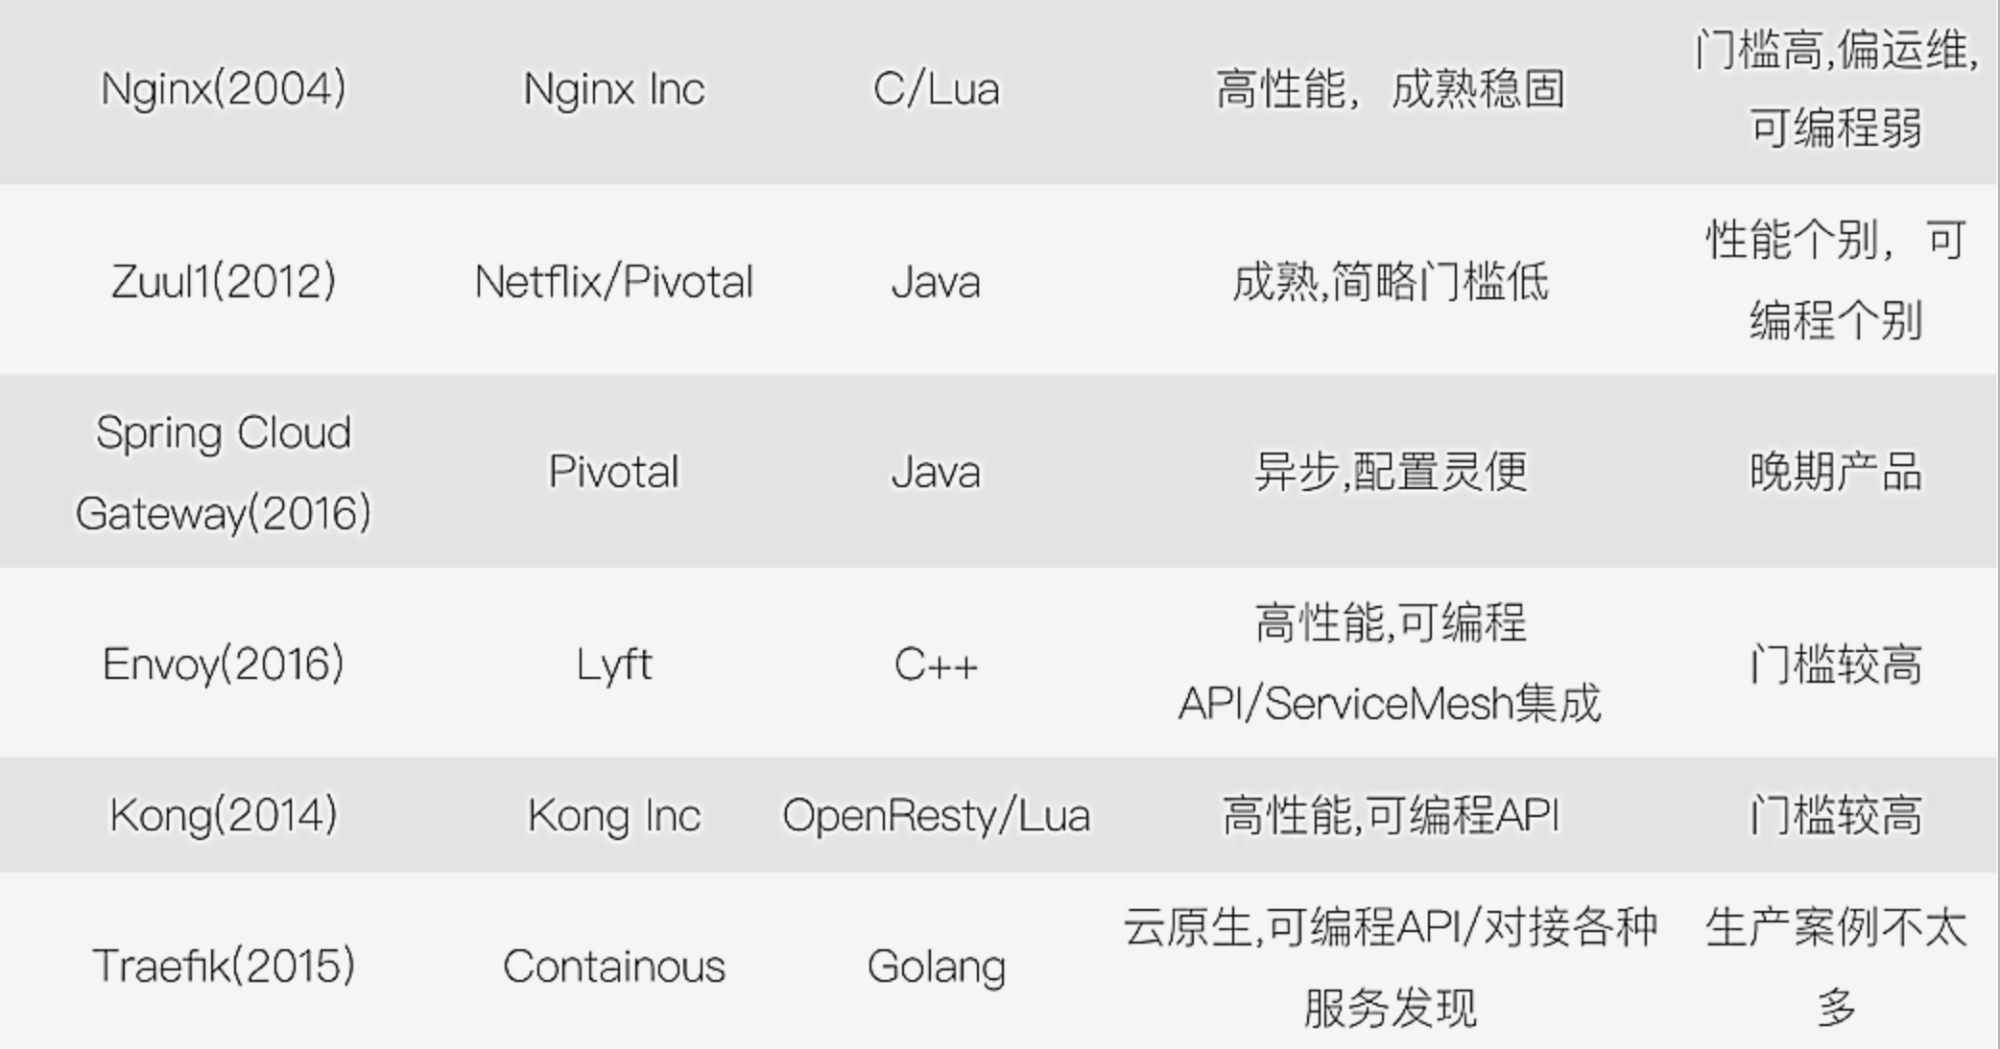 Nginx(2004)
Nginx Inc
C/Lua
高性能，成熟稳固
门槛高,偏运维,
可编程弱
Zuul1(2012)
Netflix/Pivotal
Java
成熟,简略门槛低
性能个别，可
编程个别
Spring Cloud
Gateway(2016)
Pivotal
Java
异步,配置灵便
晚期产品
Envoy(2016)
Lyft
C++
高性能,可编程
API/ServiceMesh集成
门槛较高
Kong(2014)
Kong Inc
OpenResty/Lua
高性能,可编程API
门槛较高
Traefik(2015)
Containous
Golang
云原生,可编程API/对接各种
服务发现
生产案例不太
多